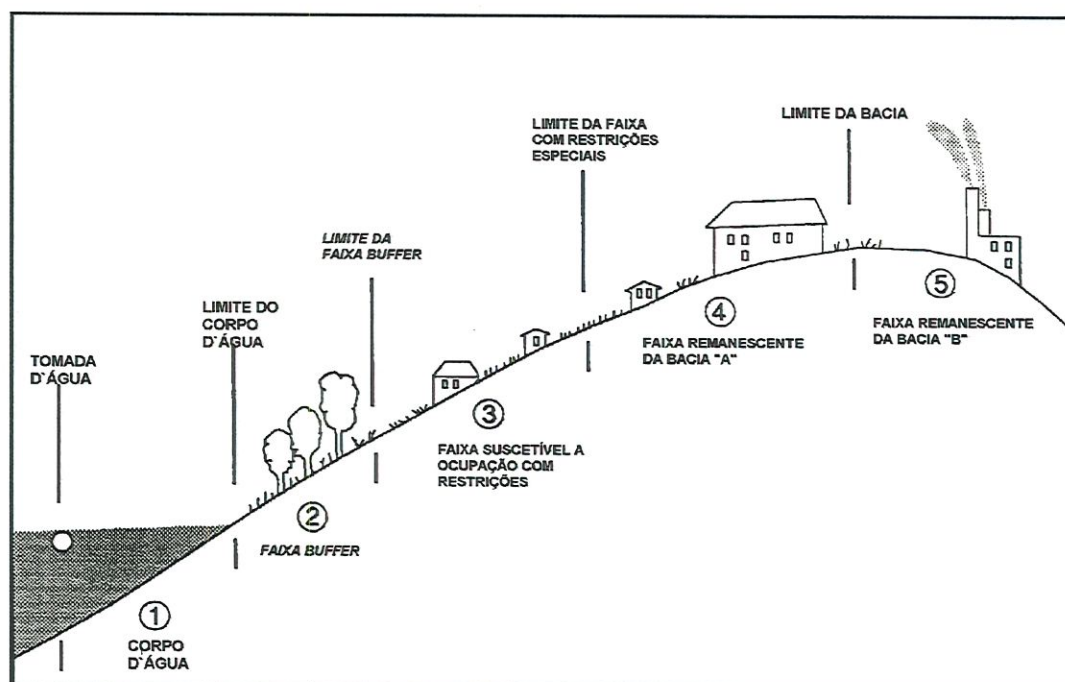 LIMITE DA BACIA
LIMITE DA FAIXA
COM RESTRIÇÕES
ESPECIAIS
LIMITE DA
FAIXA BUFFER
LIMITE DO
CORPO
D`ÁGUA
TOMADA
D`ÁGUA
5
FAIXA REMANESCENTE
DA BACIA "B"
4
FAIXA REMANESCENTE
DA BACIA "A"
3
FAIXA SUSCETÍVEL A
OCUPAÇÃO COM
RESTRIÇÕES
2
FAIXA BUFFER
1
CORPO
D`ÁGUA